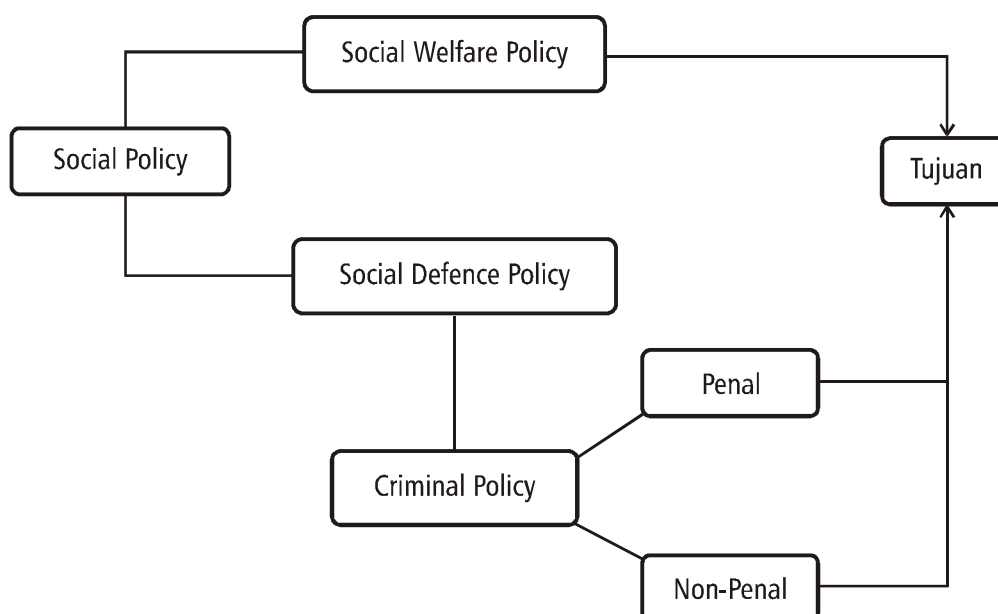 Social Welfare Policy
Social Policy
Tujuan
Social Defence Policy
Penal
Criminal Policy
Non-Penal